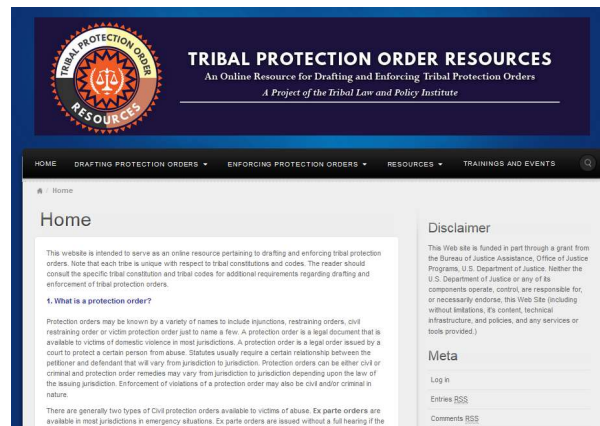 TRIBAL PROTECTION ORDER
RESOURCES
TRIBAL PROTECTION ORDER RESOURCES
An Online Resource for Drafting and Enforcing Tribal Protection Orders
A Project of the Tribal Law and Policy Institute
HOME DRAFTING PROTECTION ORDERS ENFORCING PROTECTION ORDERS RESOURCES TRAININGS AND EVENTS
/ Home
Home
This website is intended to serve as an online resource pertaining to drafting and enforcing tribal protection
orders. Note that each tribe is unique with respect to tribal constitutions and codes. The reader should
consult the specific tribal constitution and tribal codes for additional requirements regarding drafting and
enforcement of tribal protection orders.
1. What is a protection order?
Protection orders may be known by a variety of names to include injunctions, restraining orders, civil
restraining order or victim protection order just to name a few. A protection order is a legal document that is
available to victims of domestic violence in most jurisdictions. A protection order is a legal order issued by a
court to protect a certain person from abuse. Statutes usually require a certain relationship between the
petitioner and defendant that will vary from jurisdiction to jurisdiction. Protection orders can be either civil or
criminal and protection order remedies may vary from jurisdiction to jurisdiction depending upon the law of
the issuing jurisdiction. Enforcement of violations of a protection order may also be civil and/or criminal in
nature.
There are generally two types of Civil protection orders available to victims of abuse. Ex parte orders are
available in most jurisdictions in emergency situations. Ex parte orders are issued without a full hearing if the
Disclaimer
This Web site is funded in part through a grant from
the Bureau of Justice Assistance, Office of Justice
Programs, U.S. Department of Justice. Neither the
U.S. Department of Justice or any of its
components operate, control, are responsible for,
or necessarily endorse, this Web Site (including
without limitations, it's content, technical
infrastructure, and policies, and any services or
tools provided.)
Meta
Log in
Entries RSS
Comments RSS